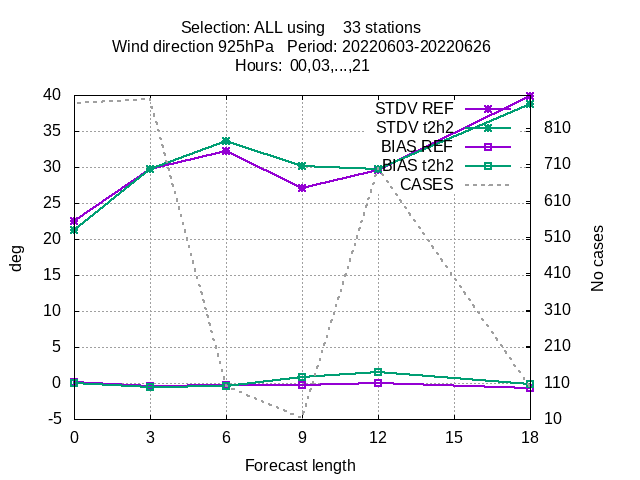 Selection: ALL using    33 stations
Wind direction 925hPa   Period: 20220603-20220626
Hours:  00,03,...,21
40
35
30
25
20
15
10
5
0
-5
deg
STDV REF
STDV t2h2
BIAS REF
BIAS t2h2
CASES
810
710
610
510
410
310
210
110
10
No cases
0 3 6 9 12 15 18
Forecast length